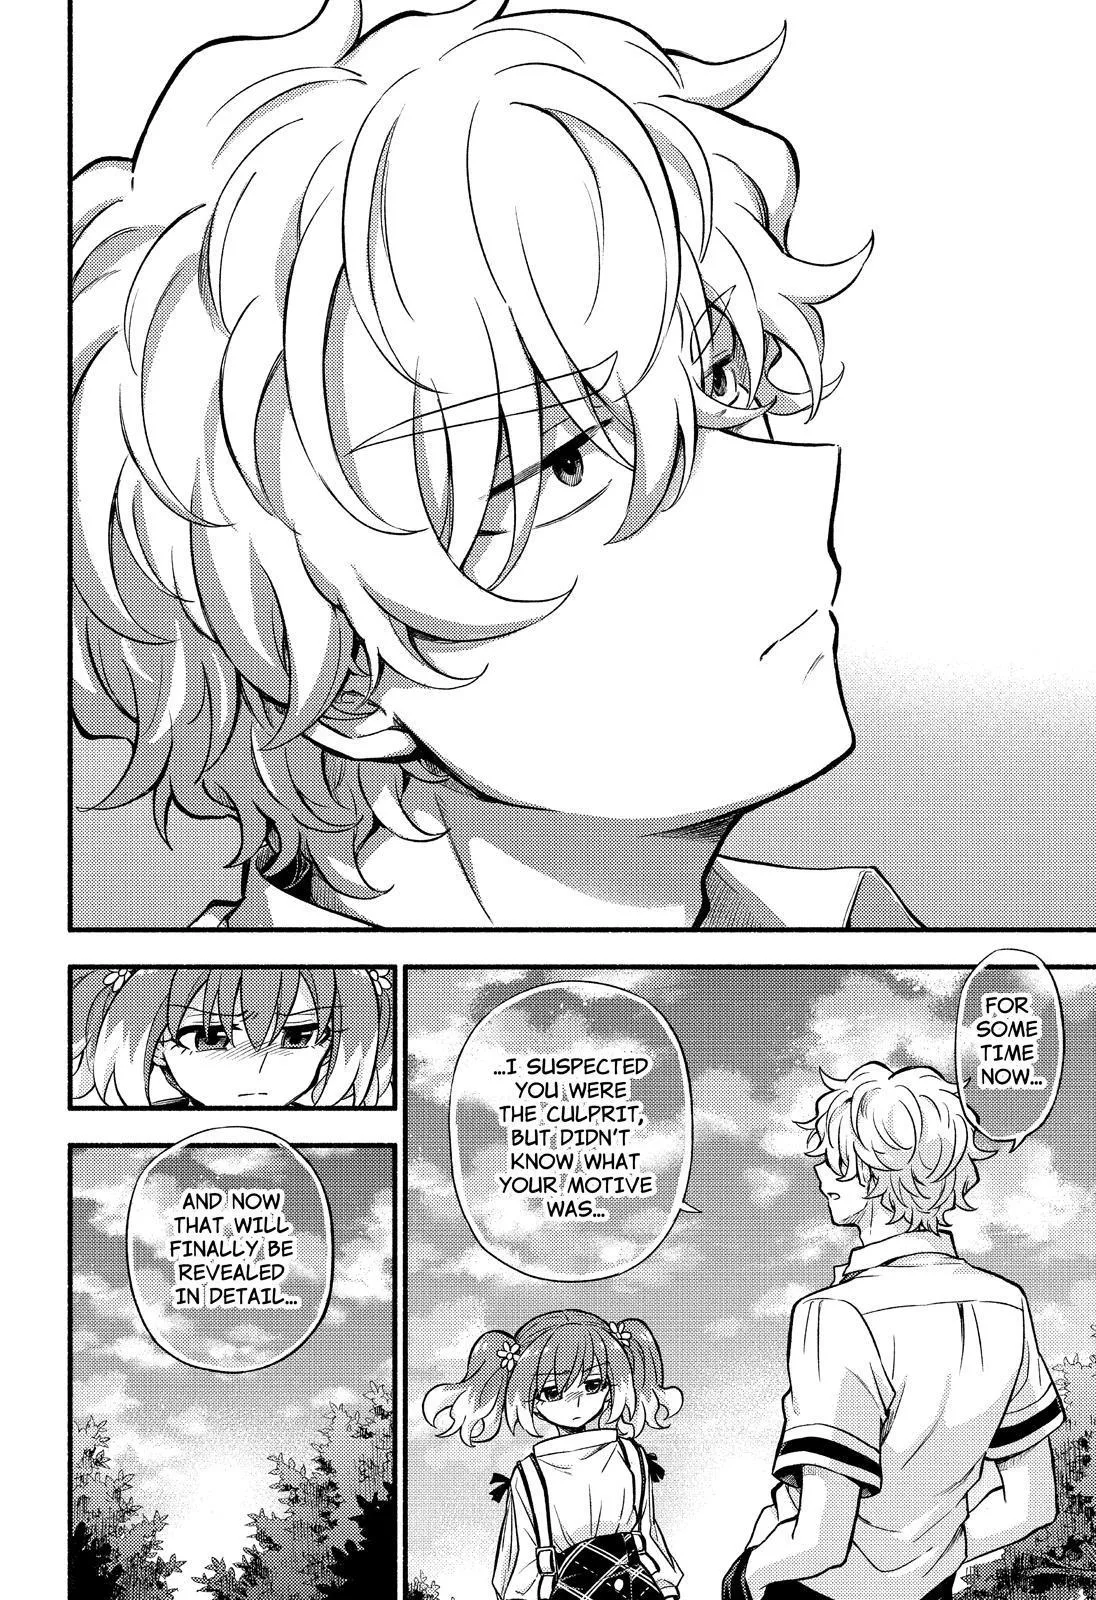 FOR
SOME
TIME
NOW...
...I SUSPECTED
YOU WERE
THE CULPRIT,
BUT DIDN'T
KNOW WHAT
YOUR MOTIVE
WAS...
AND NOW
THAT WILL
FINALLY BE
REVEALED
IN DETAIL...